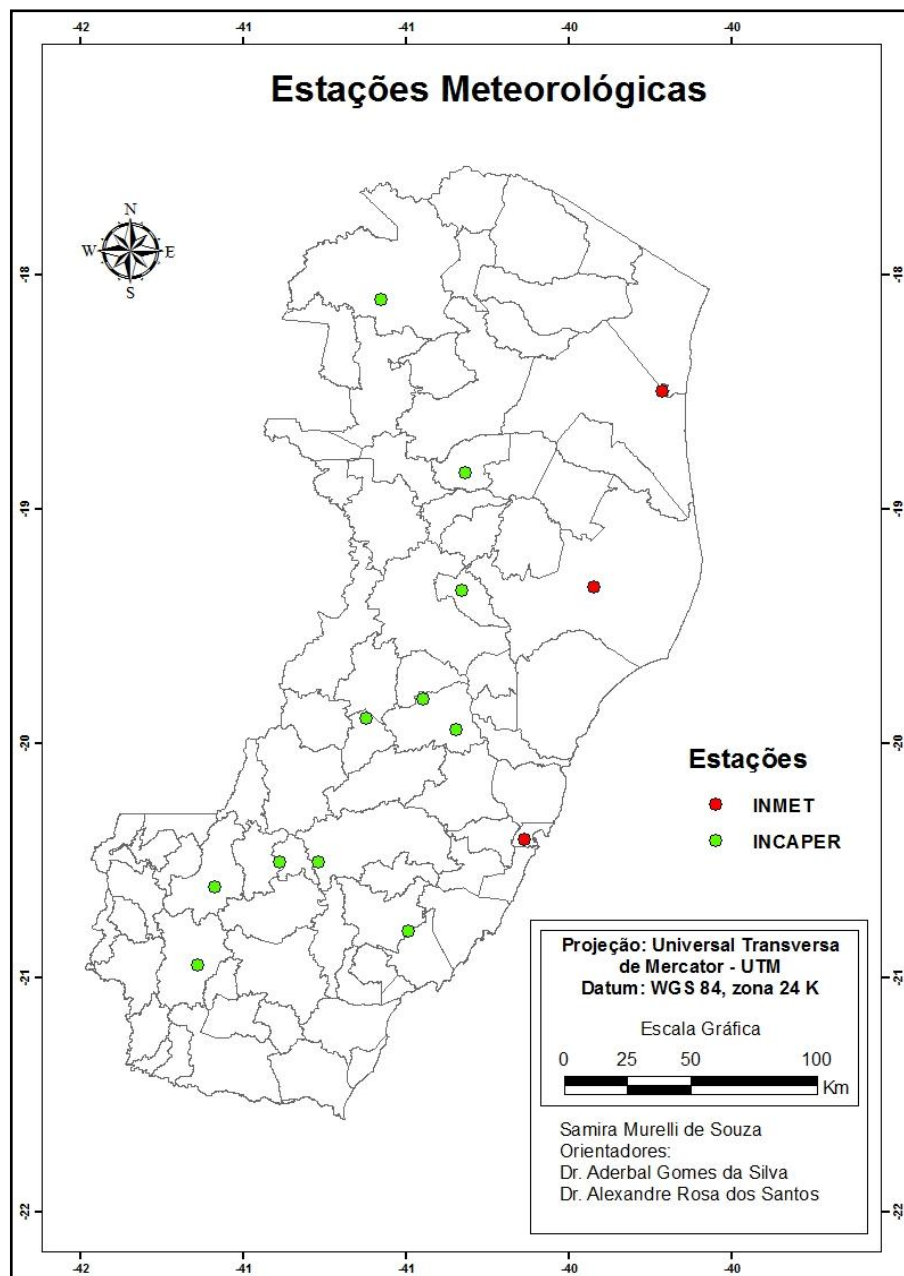 -42 -41 -41 -40 -40
Estações Meteorológicas
N
W E
S
-18 -18
-19 -19
-20 -20
Estações
INMET
INCAPER
Projeção: Universal Transversa
de Mercator - UTM
Datum: WGS 84, zona 24 K
Escala Gráfica
0 25 50 100
Km
-21 -21
Samira Murelli de Souza
Orientadores:
Dr. Aderbal Gomes da Silva
Dr. Alexandre Rosa dos Santos
-22 -22
-42 -41 -41 -40 -40